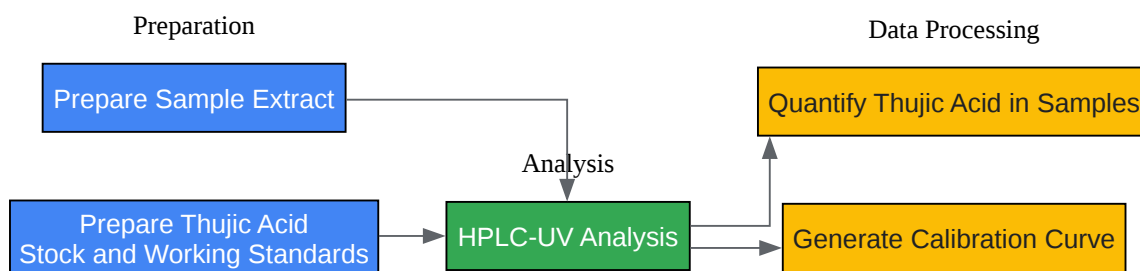 Preparation
Data Processing
Prepare Sample Extract
Quantify Thujic Acid in Samples
Analysis
Prepare Thujic Acid
Stock and Working Standards
HPLC-UV Analysis
Generate Calibration Curve